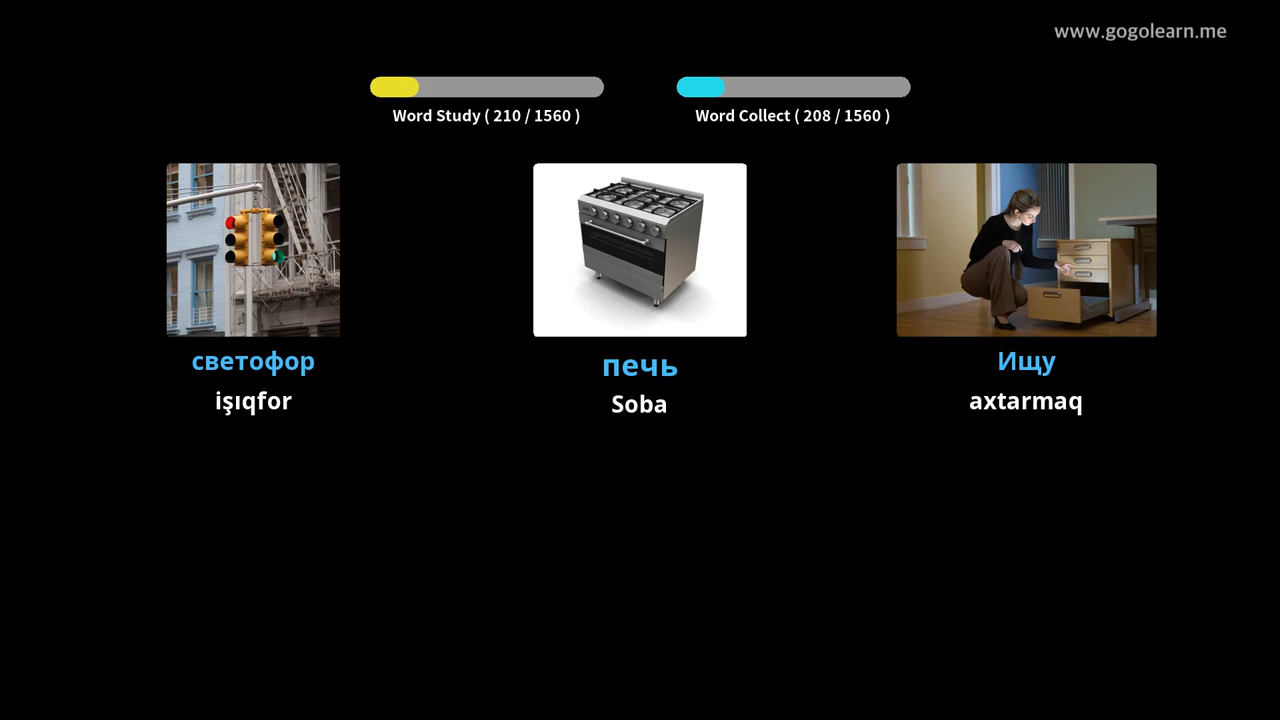 www.gogolearn.me
Word Study ( 210 / 1560 )
Word Collect ( 208 / 1560 )
светофор
işıqfor
печь
Soba
Ищу
axtarmaq